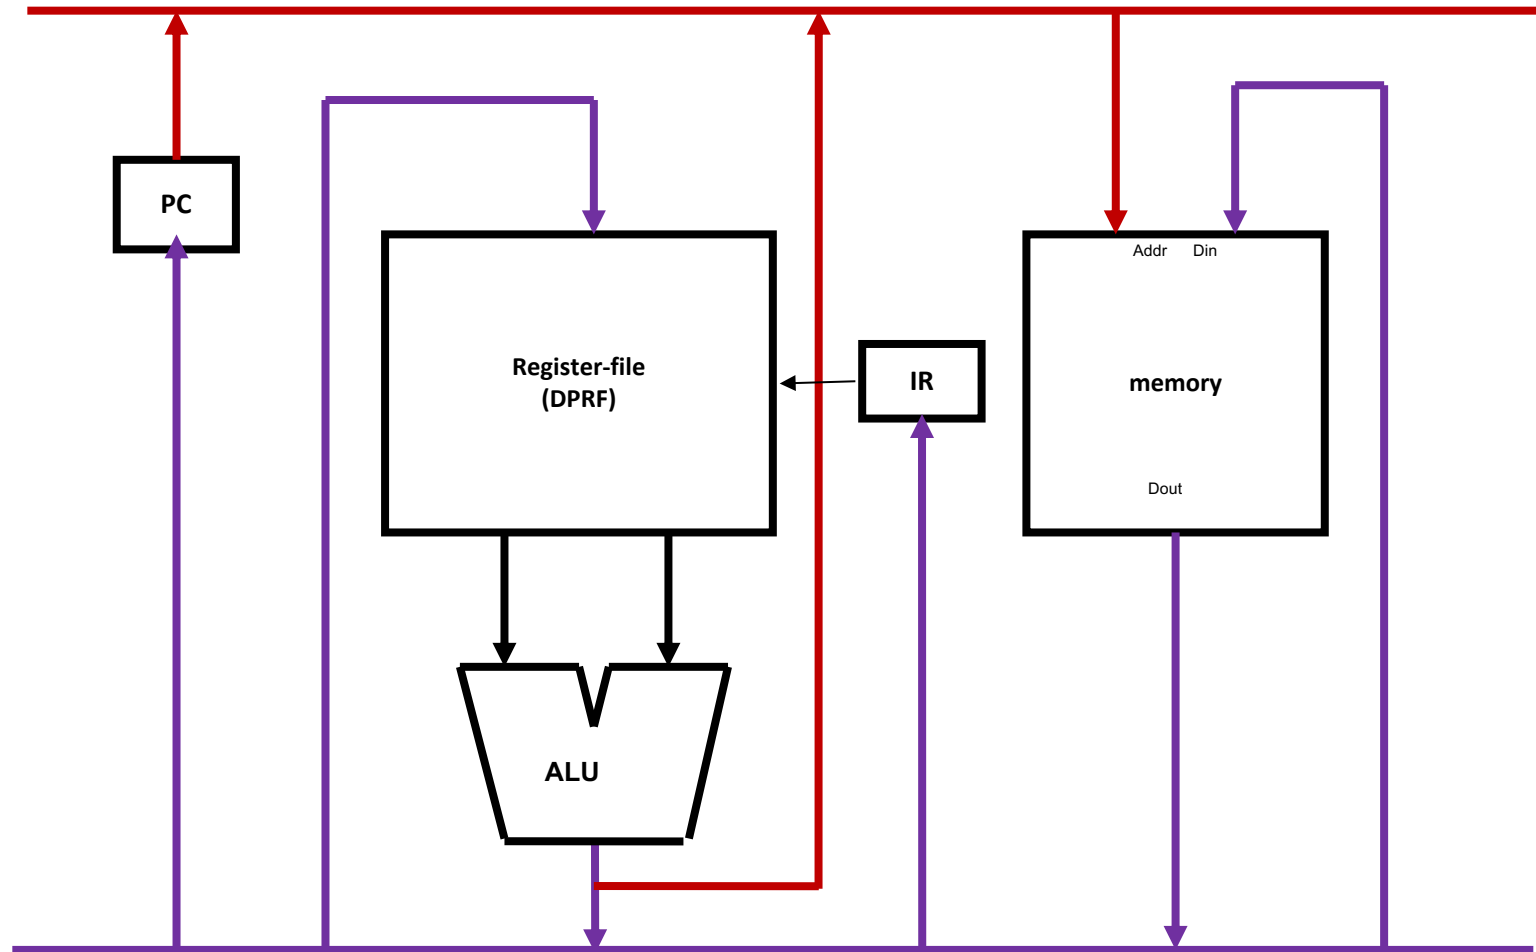 PC
Addr Din
Register-file
(DPRF)
IR
memory
Dout
ALU